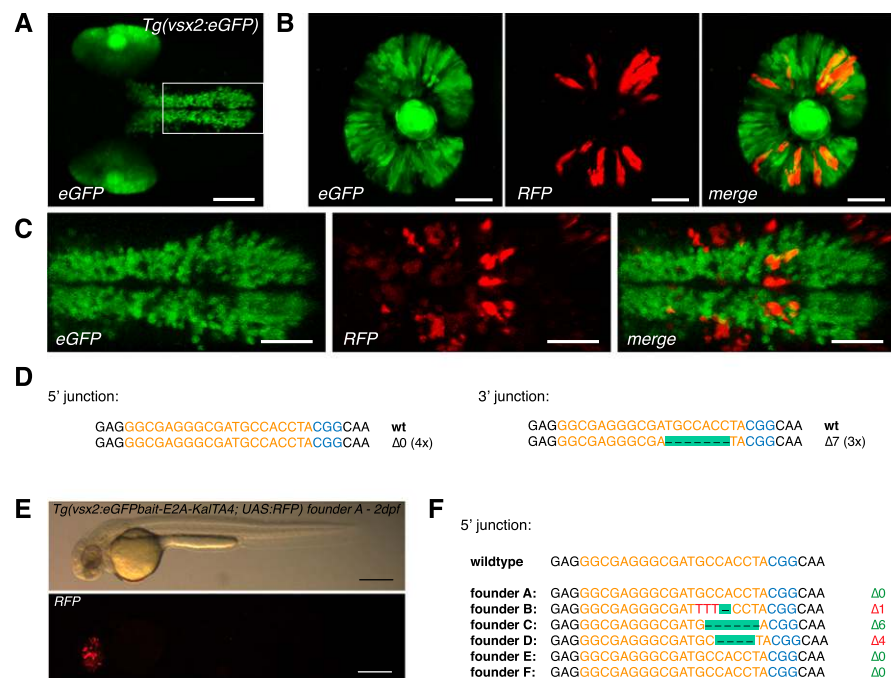 A
Tg(vsx2:eGFP)
eGFP
B
eGFP
RFP
merge
C
eGFP
RFP
merge
D
5' junction:
GAGGGCGAGGGCGATGCCACCTACGGCAA wt
GAGGGCGAGGGCGATGCCACCTACGGCAA Δ0 (4x)
3' junction:
GAGGGCGAGGGCGATGCCACCTACGGCAA wt
GAGGGCGAGGGCGA–––––––TACGGCAA Δ7 (3x)
E
Tg(vsx2:eGFPbait-E2A-KalTA4; UAS:RFP) founder A - 2dpf
RFP
F
5' junction:
wildtype GAGGGCGAGGGCGATGCCACCTACGGCAA
founder A: GAGGGCGAGGGCGATGCCACCTACGGCAA Δ0
founder B: GAGGGCGAGGGCGATTTT–CCTACGGCAA Δ1
founder C: GAGGGCGAGGGCGATG––––––ACGGCAA Δ6
founder D: GAGGGCGAGGGCGATGC––––TACGGCAA Δ4
founder E: GAGGGCGAGGGCGATGCCACCTACGGCAA Δ0
founder F: GAGGGCGAGGGCGATGCCACCTACGGCAA Δ0